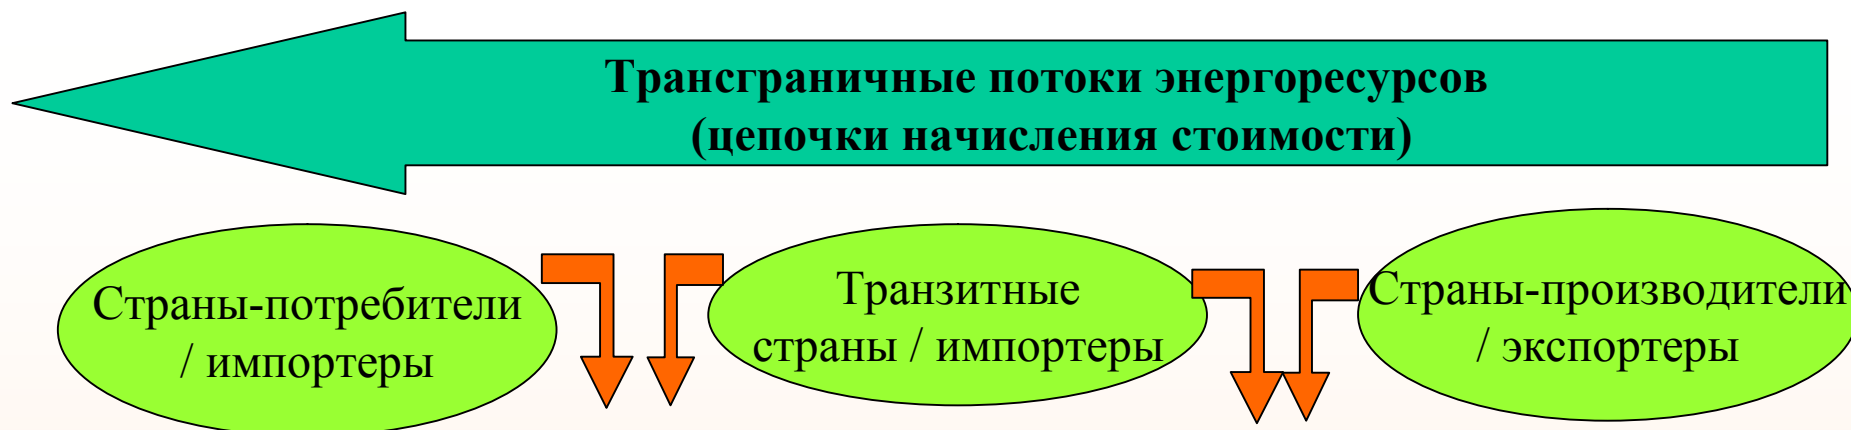 Трансграничные потоки энергоресурсов
(цепочки начисления стоимости)
Страны-потребители
/ импортеры
Транзитные
страны / импортеры
Страны-производители
/ экспортеры